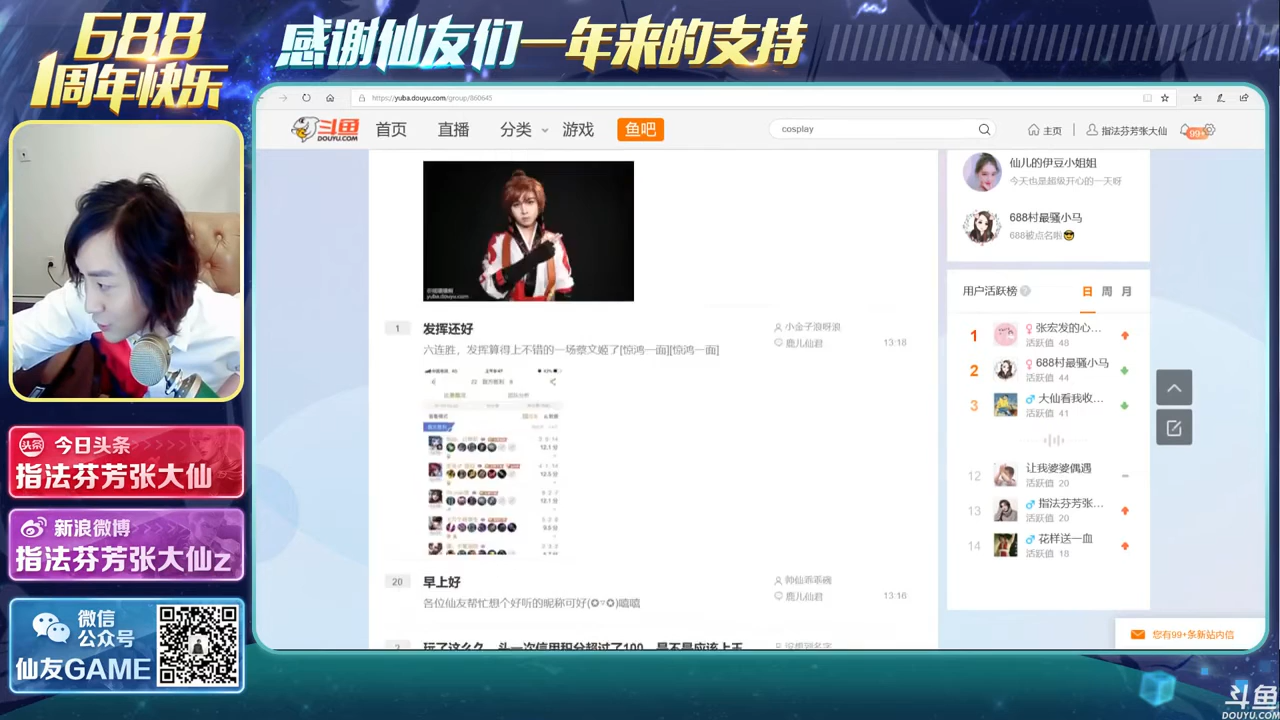 688
1周年快乐
感谢仙友们一年来的支持
https://yuba.douyu.com/group/860645
斗鱼
DOUYU.COM
首页
直播
分类
游戏
鱼吧
cosplay
主页
指法芬芳张大仙
99+
仙儿的伊豆小姐姐
今天也是超级开心的一天呀
688村最骚小马
688被点名啦😎
yuba.douyu.com
1
发挥还好
六连胜，发挥算得上不错的一场蔡文姬了[惊鸿一面][惊鸿一面]
小金子浪呀浪
鹿儿仙君
13:18
20
早上好
各位仙友帮忙想个好听的昵称可好(✪▽✪)嘻嘻
帅仙乖乖巍
鹿儿仙君
13:16
用户活跃榜
日
周
月
1
张宏发的心...
活跃值 48
2
688村最骚小马
活跃值 44
大仙看我收...
活跃值 41
12
让我婆婆偶遇
活跃值 20
13
指法芬芳张...
活跃值 20
14
花样送一血
活跃值 18
您有99+条新站内信
头条
今日头条
指法芬芳张大仙
新浪微博
指法芬芳张大仙z
微信
公众号
仙友GAME
斗鱼
DOUYU.COM